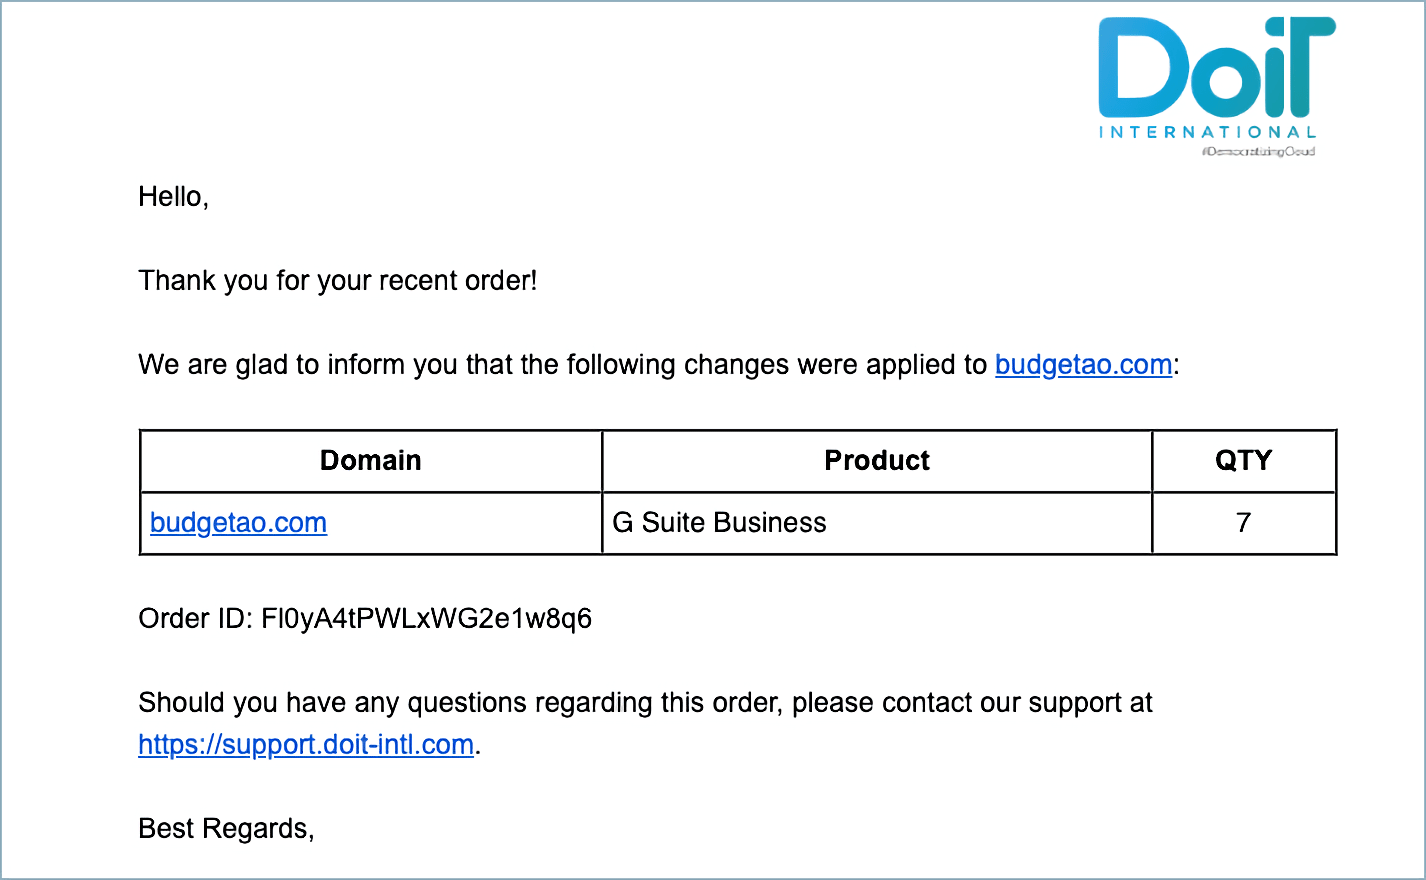 DoiT
INTERNATIONAL
#DemocratizingCloud
Hello,
Thank you for your recent order!
We are glad to inform you that the following changes were applied to budgetao.com:
Domain Product QTY
budgetao.com G Suite Business 7
Order ID: Fl0yA4tPWLxWG2e1w8q6
Should you have any questions regarding this order, please contact our support at
https://support.doit-intl.com.
Best Regards,